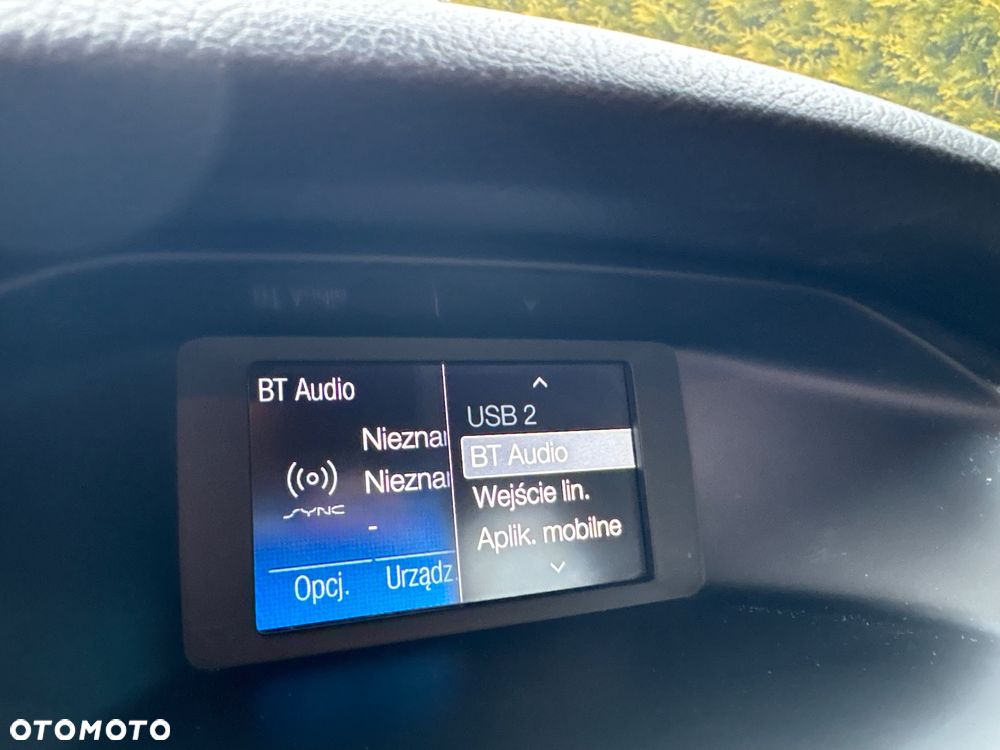 BT Audio
Nieznan
Nieznan
SYNC
-
Opcj.
Urządz.
USB 2
BT Audio
Wejście lin.
Aplik. mobilne
OTOMOTO